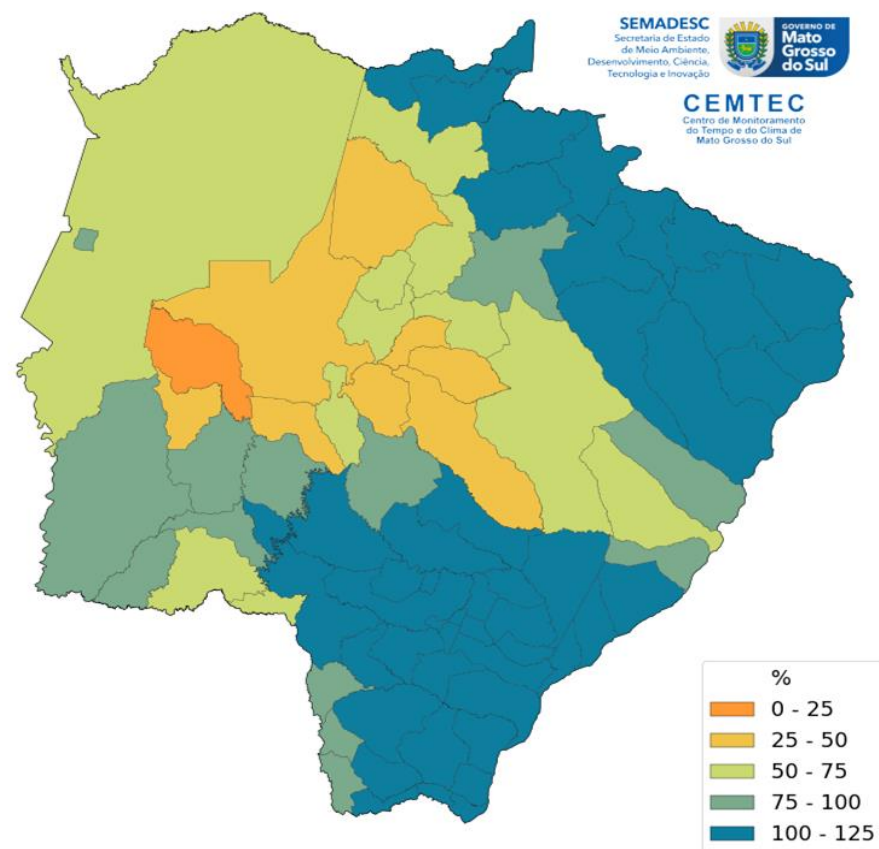 SEMADESC
Secretaria de Estado
de Meio Ambiente,
Desenvolvimento, Ciência,
Tecnologia e Inovação
GOVERNO DE
Mato
Grosso
do Sul
CEMTEC
Centro de Monitoramento
do Tempo e do Clima de
Mato Grosso do Sul
%
0 - 25
25 - 50
50 - 75
75 - 100
100 - 125